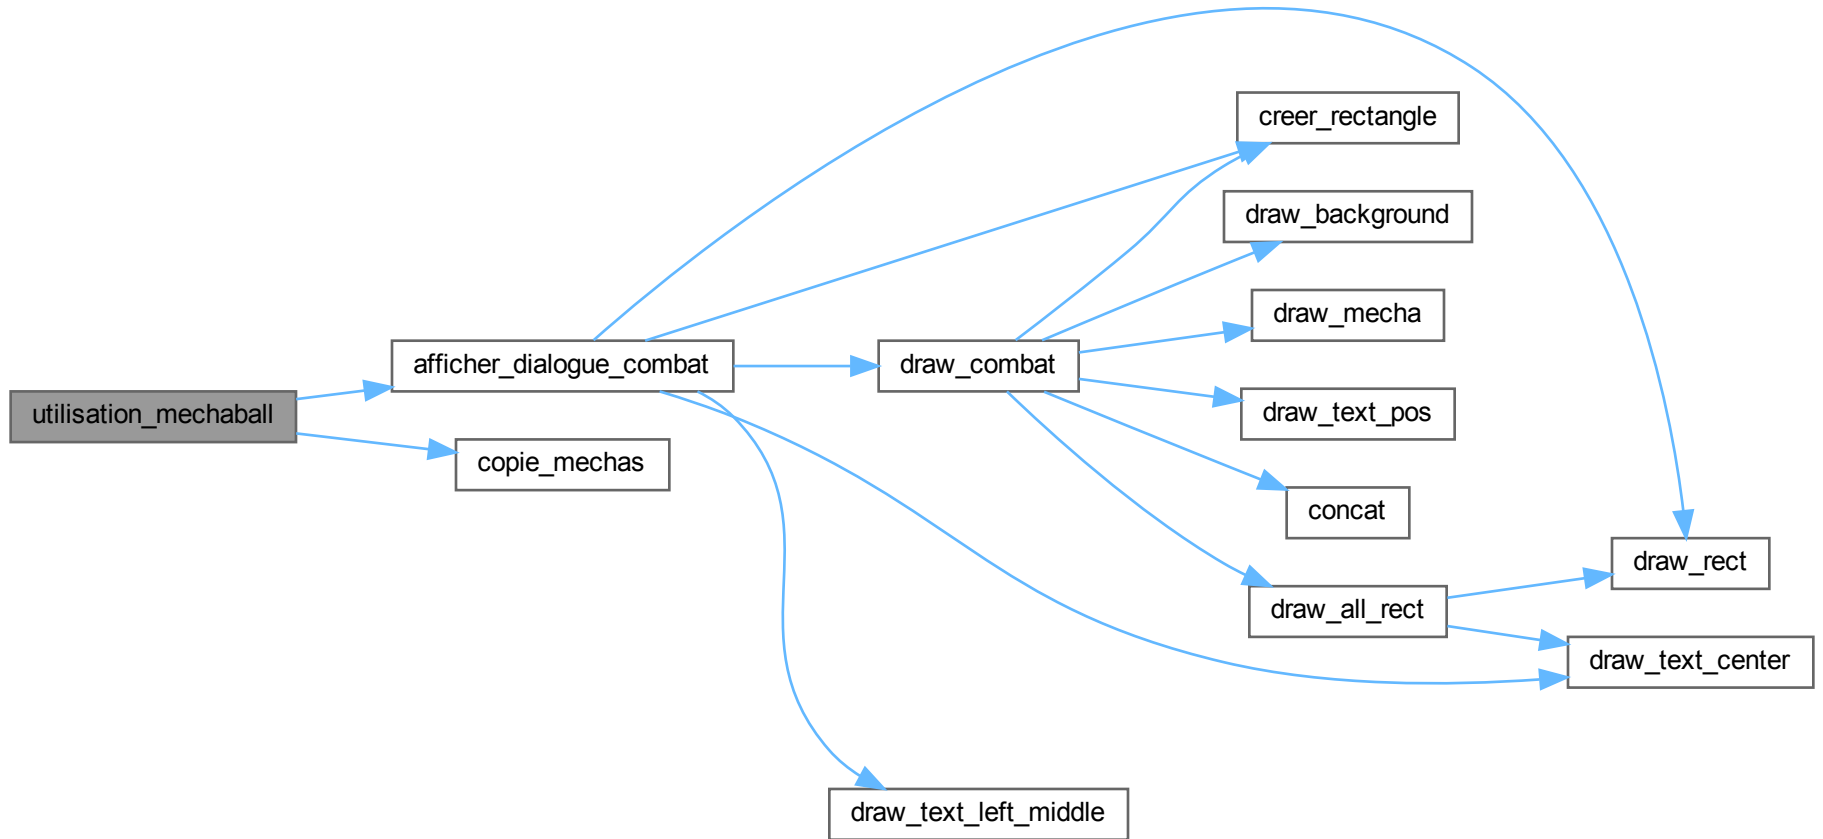 utilisation_mechaball
afficher_dialogue_combat
copie_mechas
draw_combat
creer_rectangle
draw_background
draw_mecha
draw_text_pos
concat
draw_all_rect
draw_rect
draw_text_center
draw_text_left_middle